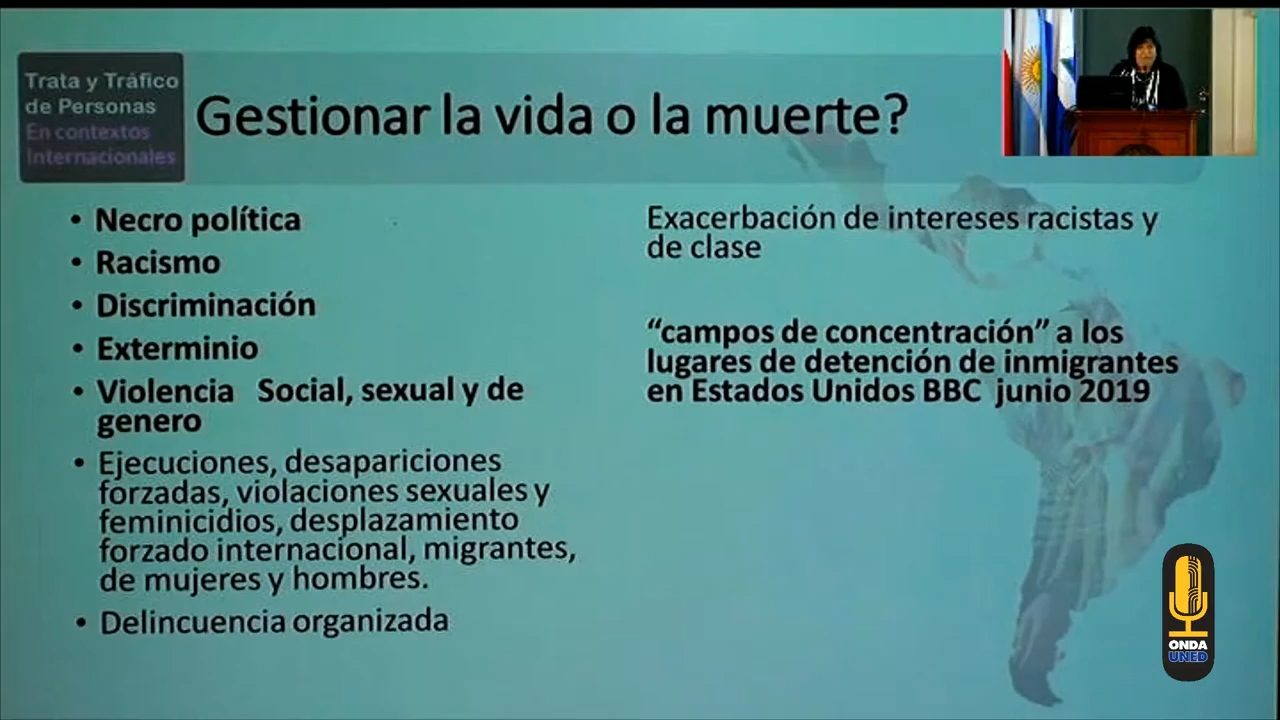 Trata y Tráfico
de Personas
En contextos
Internacionales
Gestionar la vida o la muerte?
• Necro política
• Racismo
• Discriminación
• Exterminio
• Violencia Social, sexual y de
genero
• Ejecuciones, desapariciones
forzadas, violaciones sexuales y
feminicidios, desplazamiento
forzado internacional, migrantes,
de mujeres y hombres.
• Delincuencia organizada
Exacerbación de intereses racistas y
de clase
“campos de concentración” a los
lugares de detención de inmigrantes
en Estados Unidos BBC junio 2019
ONDA
UNED